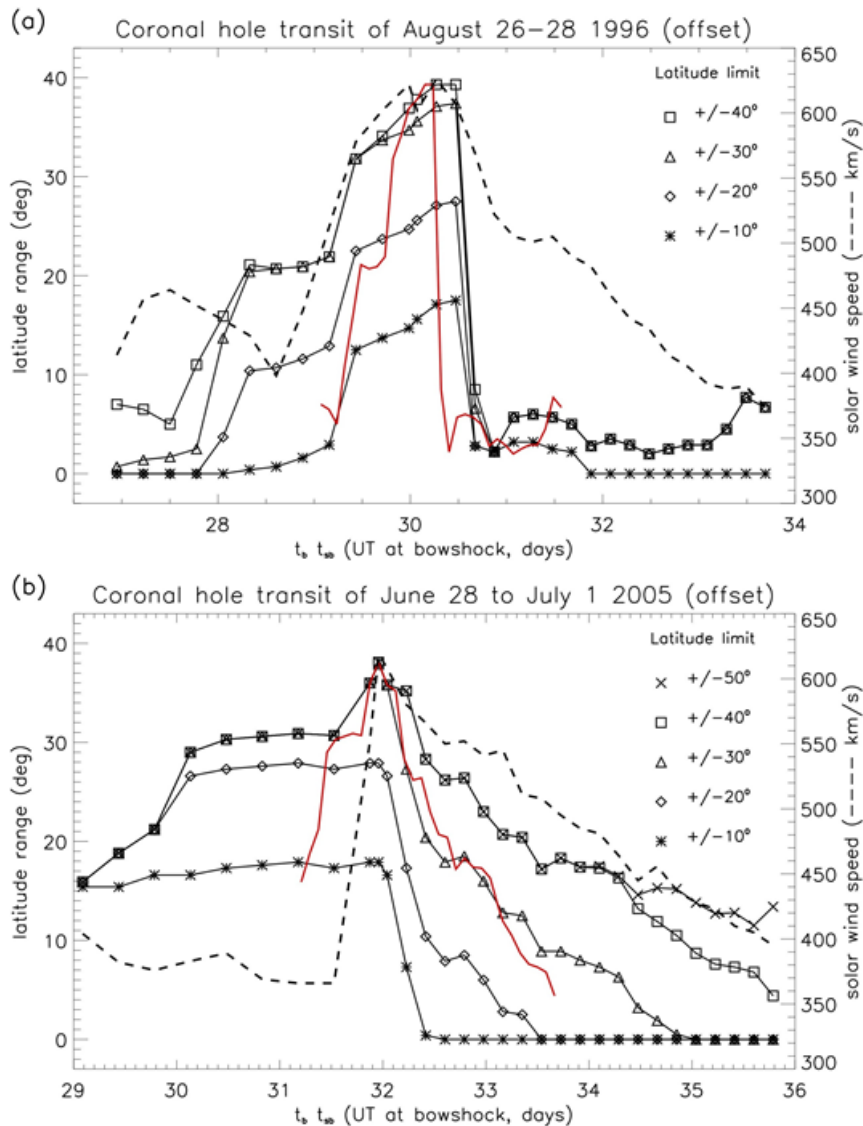 (a)
Coronal hole transit of August 26-28 1996 (offset)
650
40
Latitude limit
600
+/-40°
+/-30°
550
30
+/-20°
+/-10°
500
20
450
10
400
350
0
300
latitude range (deg)
solar wind speed (---- km/s)
28 30 32 34
t_b t_sb (UT at bowshock, days)
(b)
Coronal hole transit of June 28 to July 1 2005 (offset)
650
40
Latitude limit
600
+/-50°
+/-40°
550
30
+/-30°
+/-20°
500
20
+/-10°
450
10
400
350
0
300
latitude range (deg)
solar wind speed (---- km/s)
29 30 31 32 33 34 35 36
t_b t_sb (UT at bowshock, days)